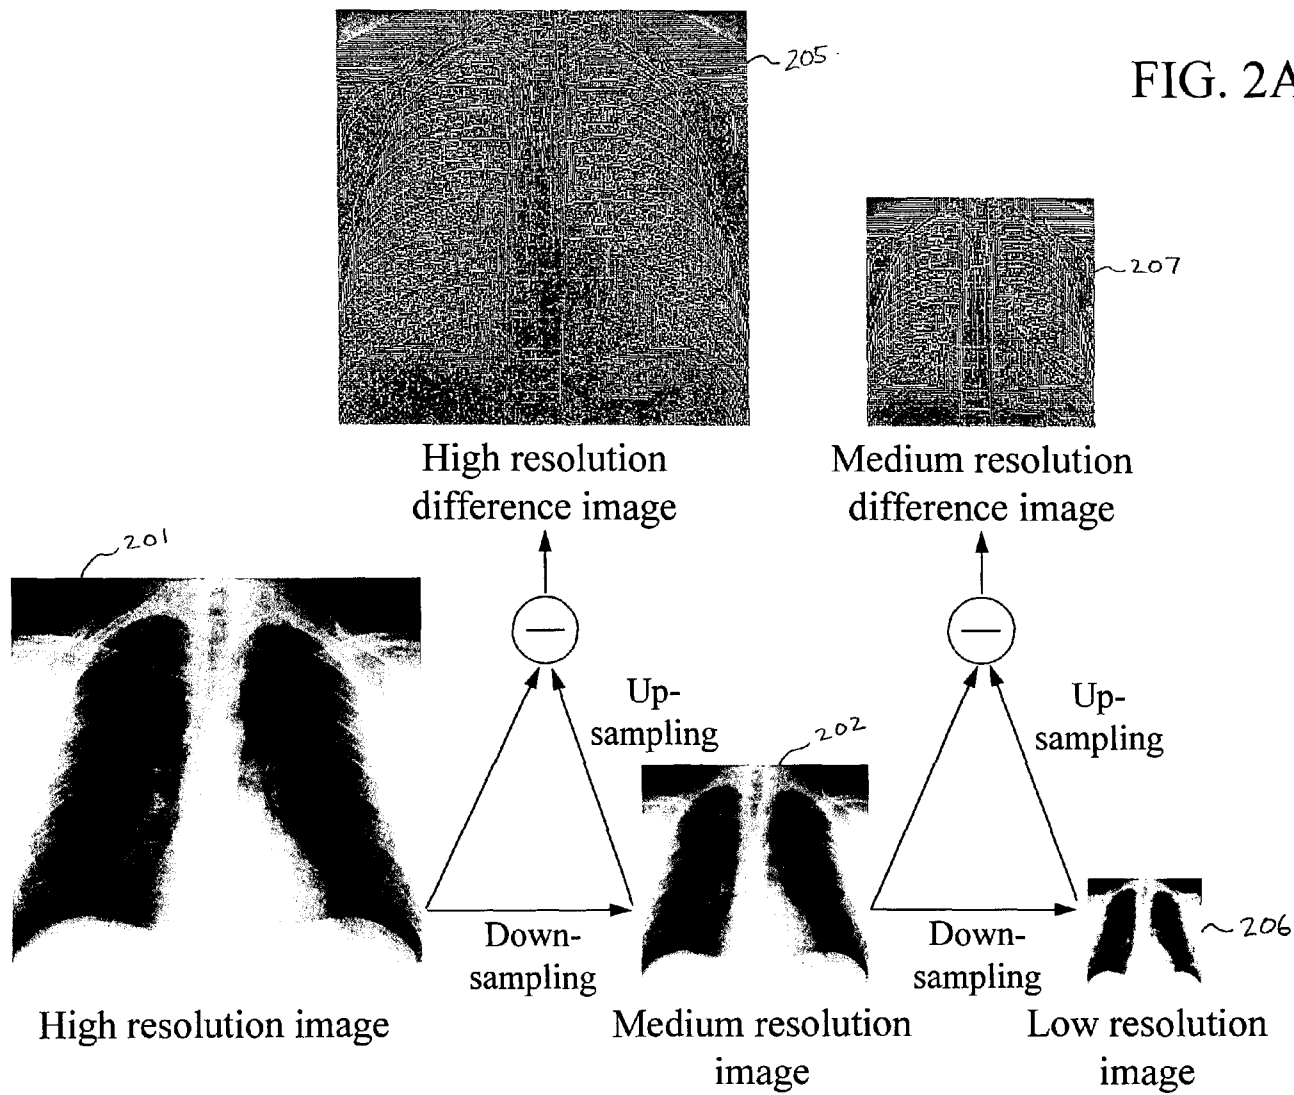 205
FIG. 2A
207
High resolution
difference image
Medium resolution
difference image
201
Up-
sampling
Up-
sampling
202
Down-
sampling
Down-
sampling
206
High resolution image
Medium resolution
image
Low resolution
image